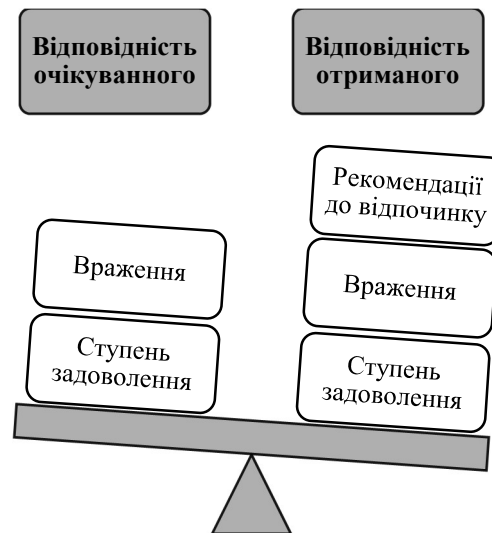 Відповідність
очікуванного
Відповідність
отриманого
Рекомендації
до відпочинку
Враження
Враження
Ступень
задоволення
Ступень
задоволення